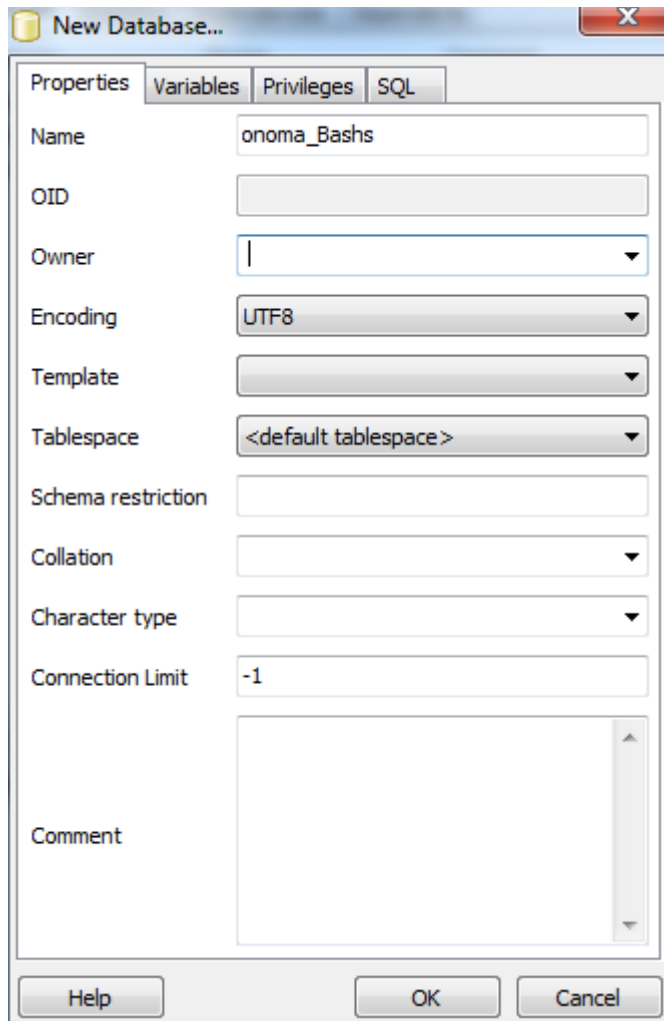 New Database...
Properties Variables Privileges SQL
Name onoma_Bashs
OID
Owner
Encoding UTF8
Template
Tablespace <default tablespace>
Schema restriction
Collation
Character type
Connection Limit -1
Comment
Help OK Cancel